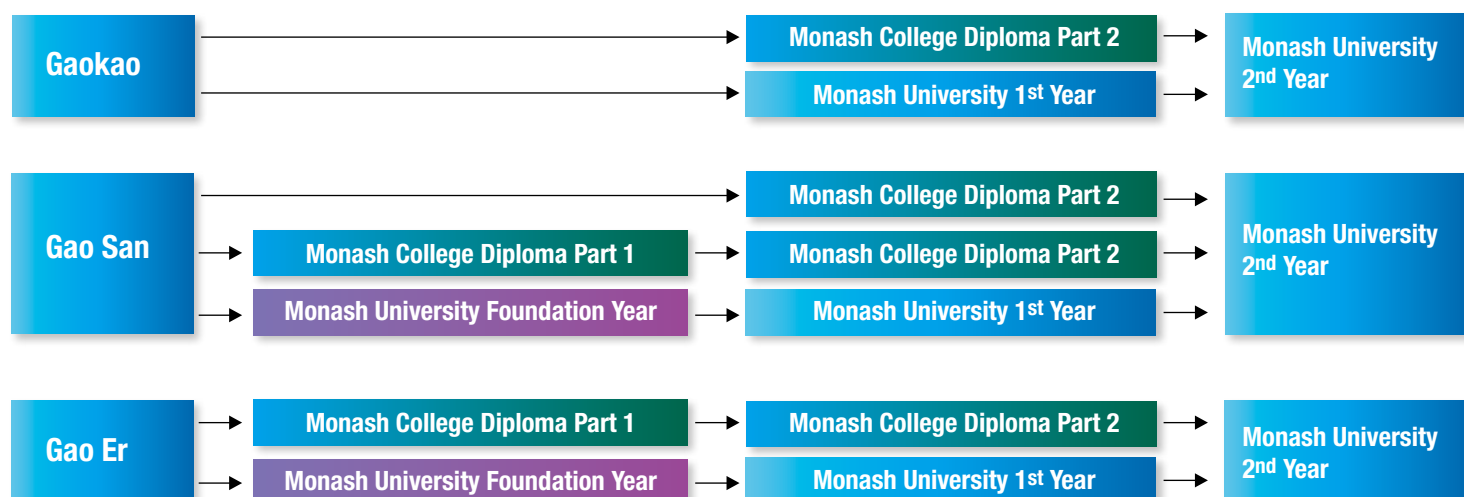 Gaokao
Monash College Diploma Part 2
Monash University 1st Year
Monash University
2nd Year
Gao San
Monash College Diploma Part 2
Monash College Diploma Part 1
Monash College Diploma Part 2
Monash University Foundation Year
Monash University 1st Year
Monash University
2nd Year
Gao Er
Monash College Diploma Part 1
Monash College Diploma Part 2
Monash University Foundation Year
Monash University 1st Year
Monash University
2nd Year